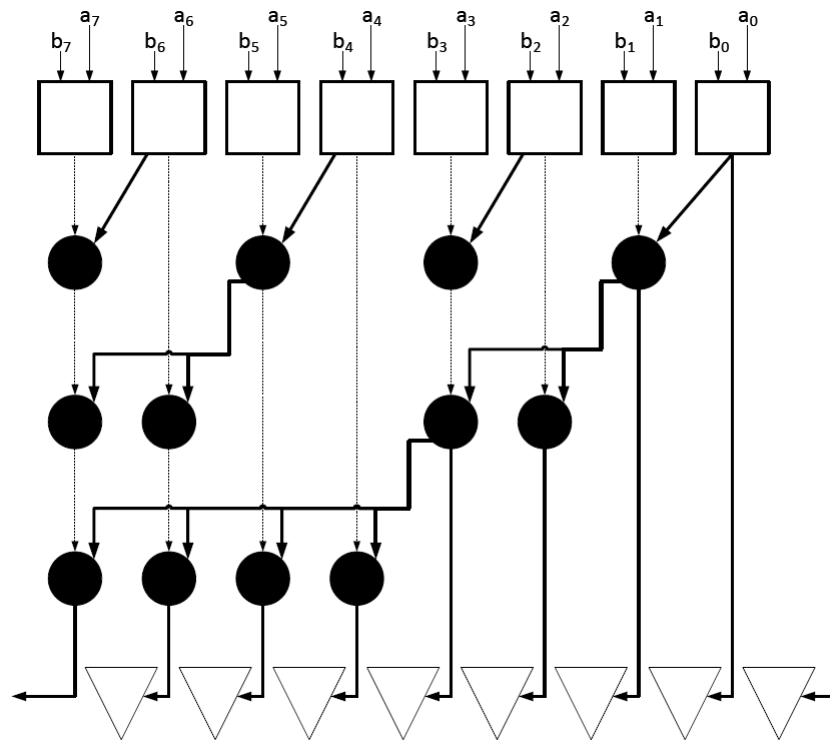 a₇ a₆ a₅ a₄ a₃ a₂ a₁ a₀
b₇ b₆ b₅ b₄ b₃ b₂ b₁ b₀